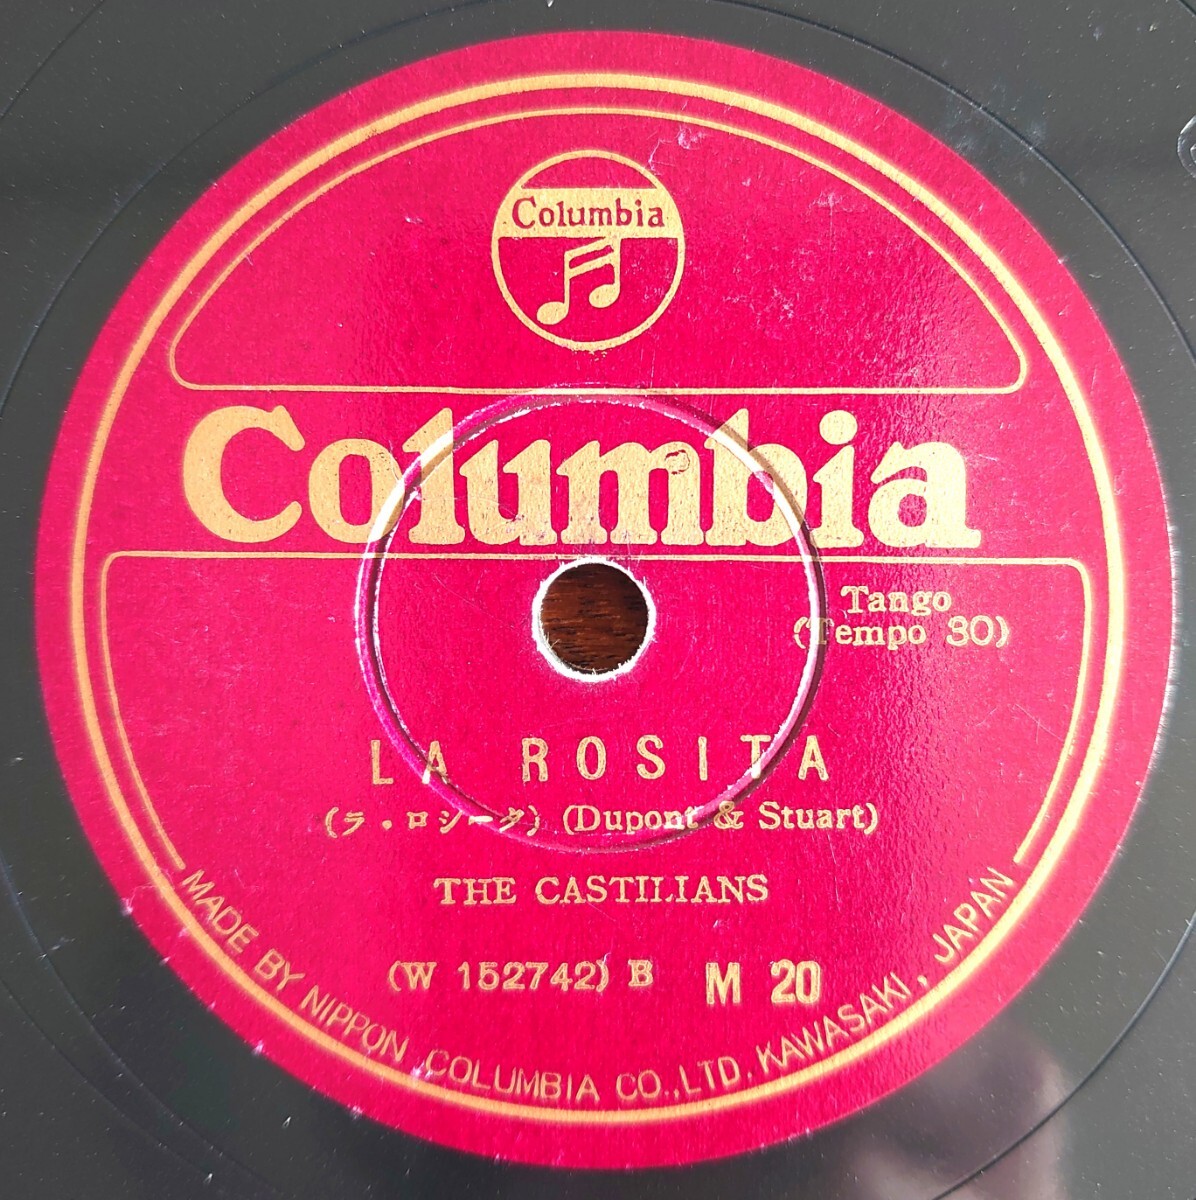 Columbia
Columbia
Tango
(Tempo 30)
LA ROSITA
(ラ・ロシータ) (Dupont & Stuart)
THE CASTILIANS
(W 152742) B M 20
MADE BY NIPPON COLUMBIA CO., LTD. KAWASAKI, JAPAN